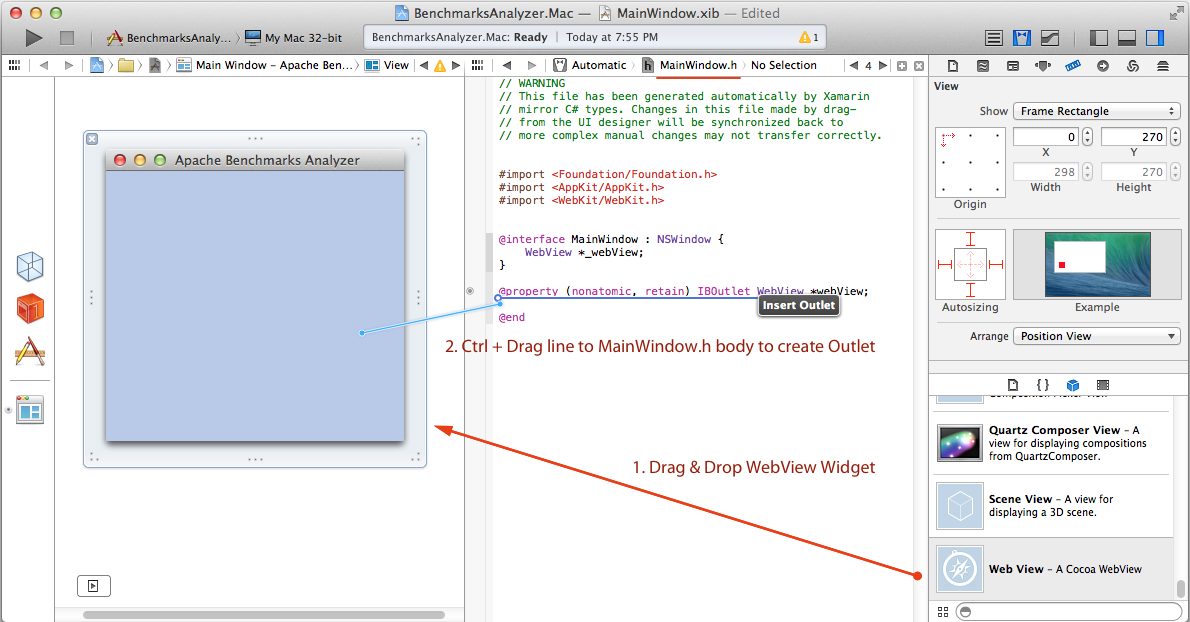 BenchmarksAnalyzer.Mac — MainWindow.xib — Edited
BenchmarksAnaly... My Mac 32-bit
BenchmarksAnalyzer.Mac: Ready | Today at 7:55 PM
1
Main Window – Apache Ben... View
Automatic h MainWindow.h No Selection
4
// WARNING
// This file has been generated automatically by Xamarin
// mirror C# types. Changes in this file made by drag-
// from the UI designer will be synchronized back to
// more complex manual changes may not transfer correctly.
#import <Foundation/Foundation.h>
#import <AppKit/AppKit.h>
#import <WebKit/WebKit.h>
@interface MainWindow : NSWindow {
WebView *_webView;
}
@property (nonatomic, retain) IBOutlet WebView *webView;
Insert Outlet
@end
Apache Benchmarks Analyzer
2. Ctrl + Drag line to MainWindow.h body to create Outlet
1. Drag & Drop WebView Widget
View
Show Frame Rectangle
0 270
X Y
298 270
Width Height
Origin
Autosizing Example
Arrange Position View
{ }
Quartz Composer View – A
view for displaying compositions
from QuartzComposer.
Scene View – A view for
displaying a 3D scene.
Web View – A Cocoa WebView